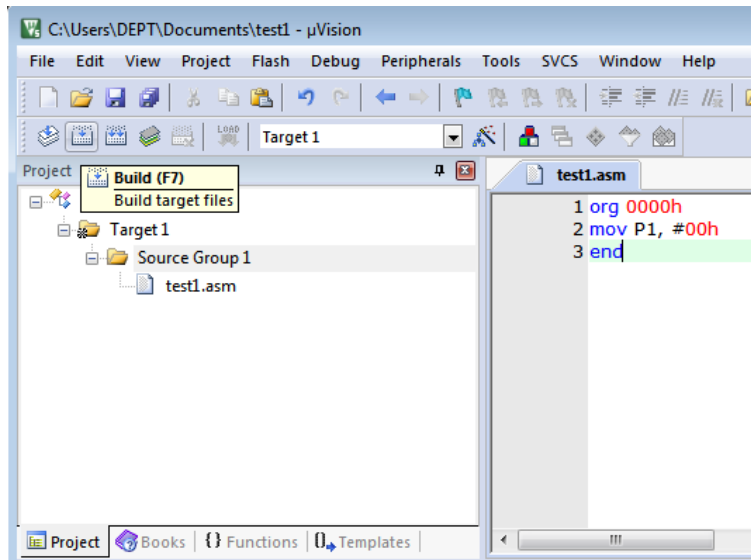 C:\Users\DEPT\Documents\test1 - µVision
File Edit View Project Flash Debug Peripherals Tools SVCS Window Help
LOAD
Target 1
Project
Build (F7)
Build target files
Target 1
Source Group 1
test1.asm
test1.asm
1 org 0000h
2 mov P1, #00h
3 end
Project Books {} Functions 0 Templates